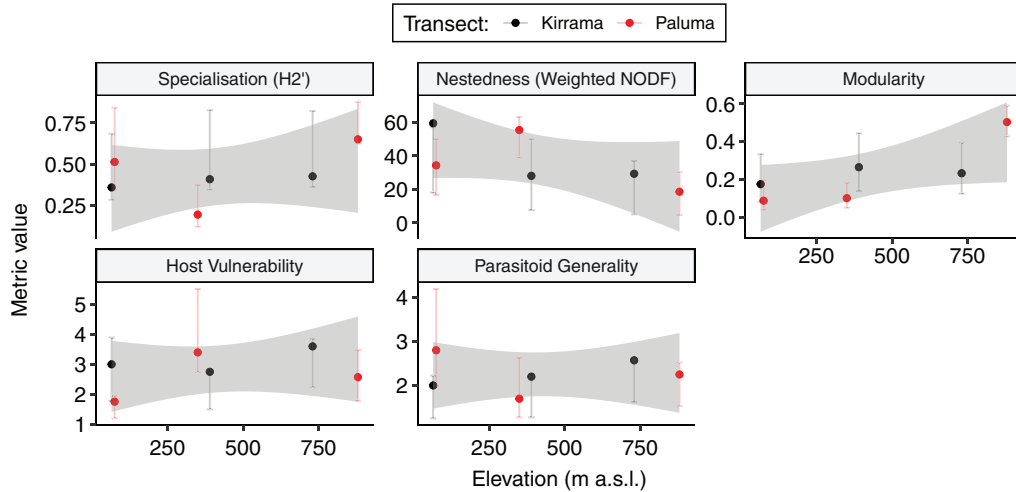 Transect: Kirrama Paluma
Specialisation (H2') Nestedness (Weighted NODF) Modularity
0.75
0.50
0.25
60
40
20
0
0.6
0.4
0.2
0.0
250 500 750
Host Vulnerability Parasitoid Generality
5
4
3
2
1
4
3
2
250 500 750
250 500 750
Metric value
Elevation (m a.s.l.)